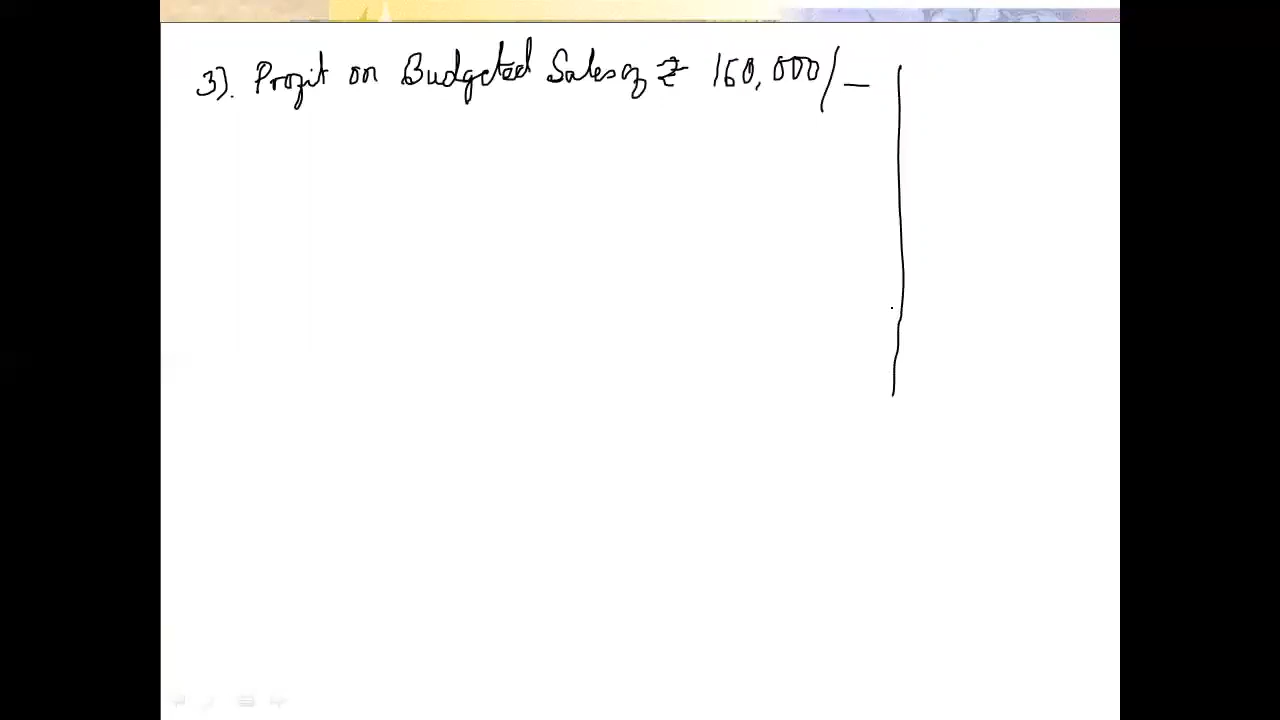 3). Profit on Budgeted Sales of ₹ 160,000/-